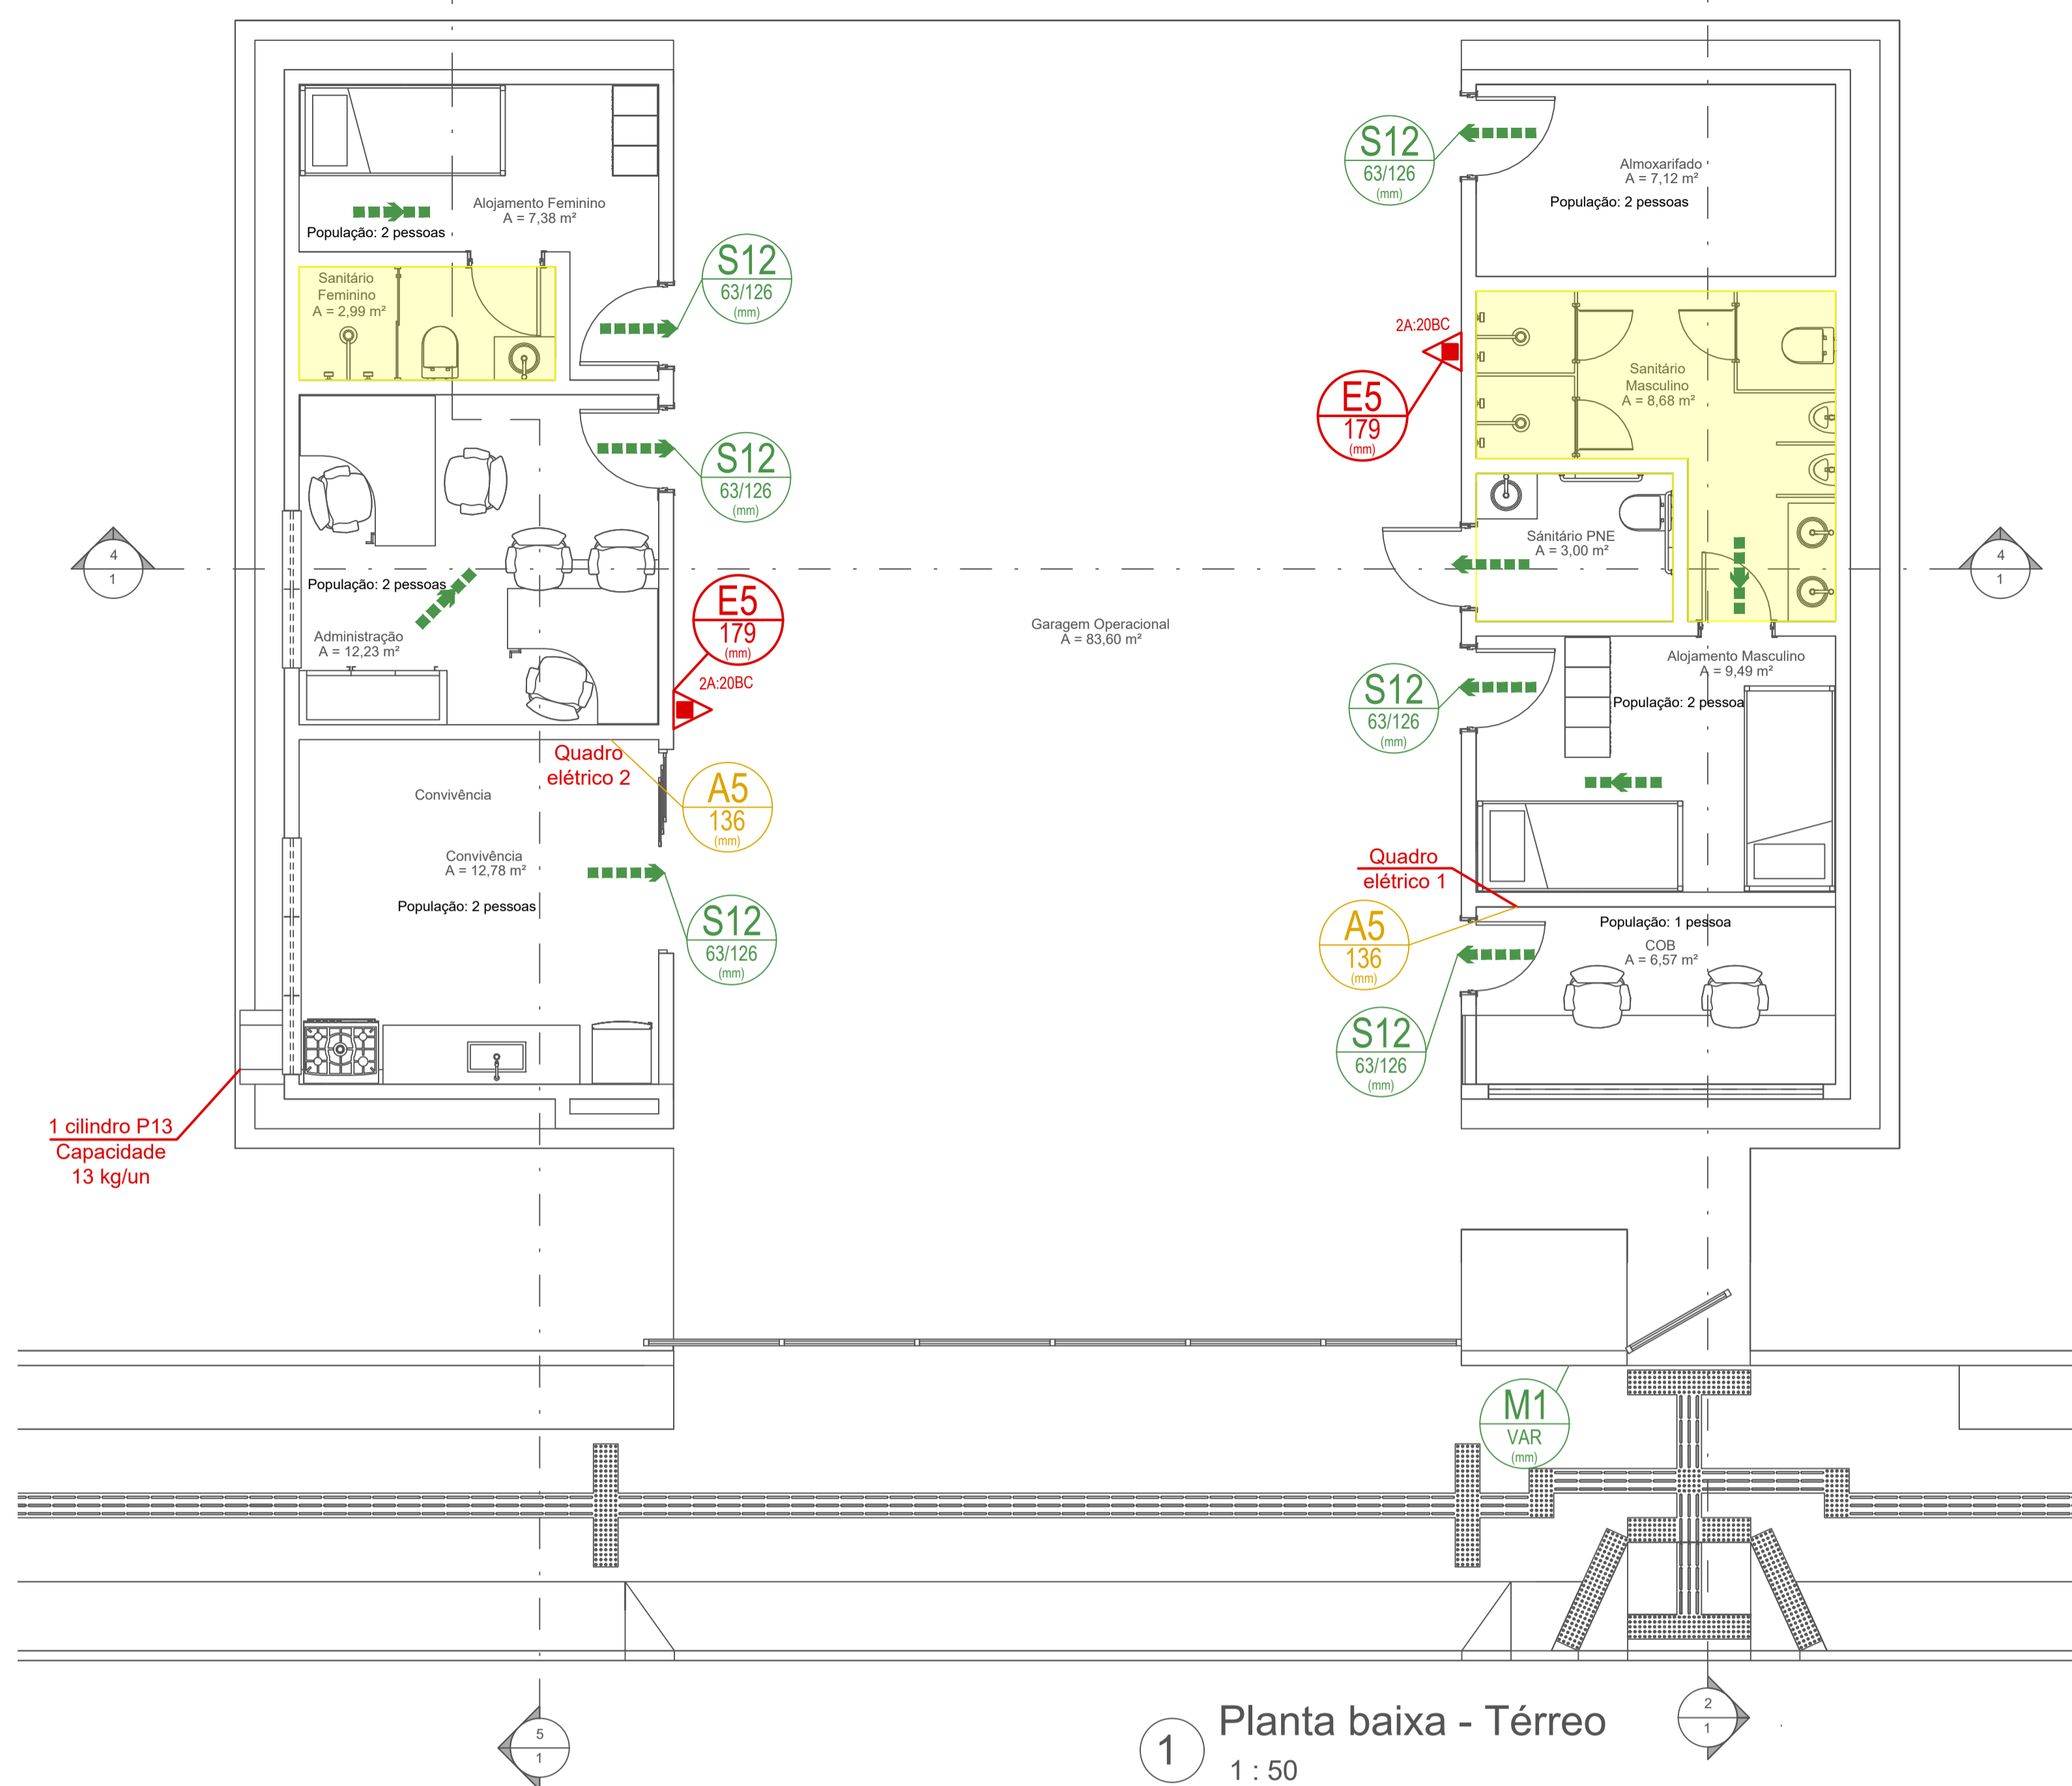 Alojamento Feminino
A = 7,38 m²
População: 2 pessoas
Sanitário
Feminino
A = 2,99 m²
S12
63/126
(mm)
S12
63/126
(mm)
População: 2 pessoas
Administração
A = 12,23 m²
E5
179
(mm)
2A:20BC
Quadro
elétrico 2
A5
136
(mm)
Convivência
Convivência
A = 12,78 m²
População: 2 pessoas
S12
63/126
(mm)
1 cilindro P13
Capacidade
13 kg/un
4
1
Garagem Operacional
A = 83,60 m²
S12
63/126
(mm)
Almoxarifado
A = 7,12 m²
População: 2 pessoas
2A:20BC
E5
179
(mm)
Sanitário
Masculino
A = 8,68 m²
Sánitário PNE
A = 3,00 m²
4
1
S12
63/126
(mm)
Alojamento Masculino
A = 9,49 m²
População: 2 pessoa
Quadro
elétrico 1
A5
136
(mm)
População: 1 pessoa
COB
A = 6,57 m²
S12
63/126
(mm)
M1
VAR
(mm)
5
1
1
Planta baixa - Térreo
1 : 50
2
1